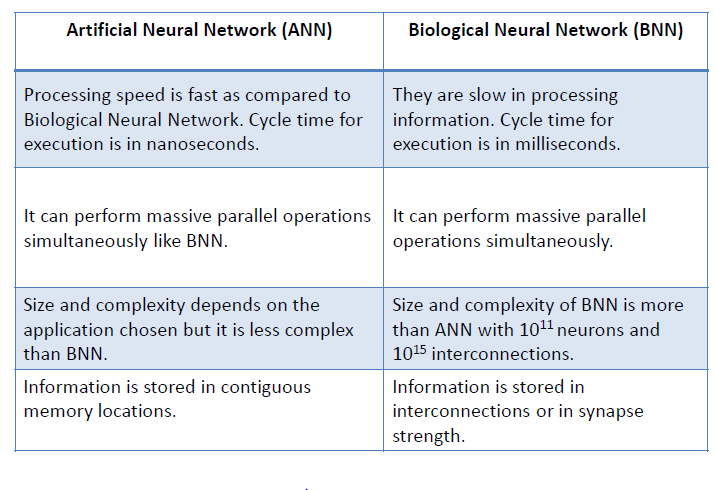 Artificial Neural Network (ANN)
Biological Neural Network (BNN)
Processing speed is fast as compared to
Biological Neural Network. Cycle time for
execution is in nanoseconds.
They are slow in processing
information. Cycle time for
execution is in milliseconds.
It can perform massive parallel operations
simultaneously like BNN.
It can perform massive parallel
operations simultaneously.
Size and complexity depends on the
application chosen but it is less complex
than BNN.
Size and complexity of BNN is more
than ANN with 10¹¹ neurons and
10¹⁵ interconnections.
Information is stored in contiguous
memory locations.
Information is stored in
interconnections or in synapse
strength.